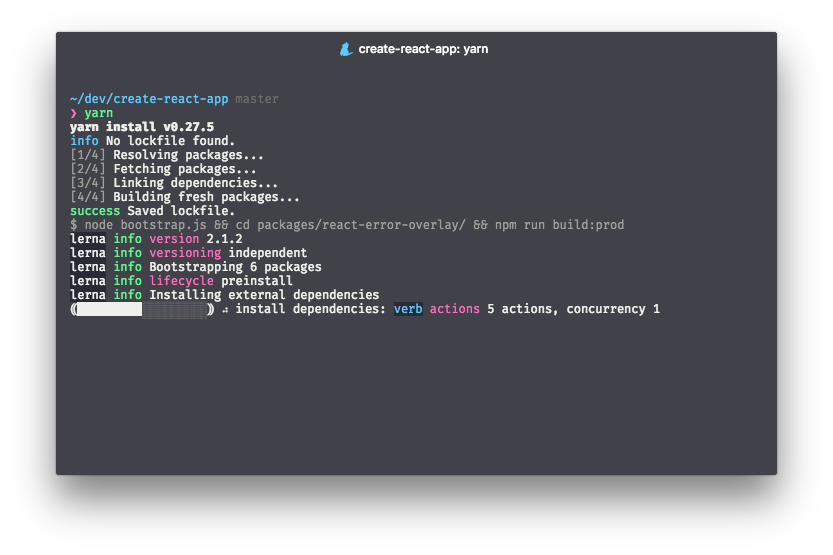 create-react-app: yarn
~/dev/create-react-app master
❯ yarn
yarn install v0.27.5
info No lockfile found.
[1/4] Resolving packages...
[2/4] Fetching packages...
[3/4] Linking dependencies...
[4/4] Building fresh packages...
success Saved lockfile.
$ node bootstrap.js && cd packages/react-error-overlay/ && npm run build:prod
lerna info version 2.1.2
lerna info versioning independent
lerna info Bootstrapping 6 packages
lerna info lifecycle preinstall
lerna info Installing external dependencies
(█████████░░░░░░░░░) ⠴ install dependencies: verb actions 5 actions, concurrency 1